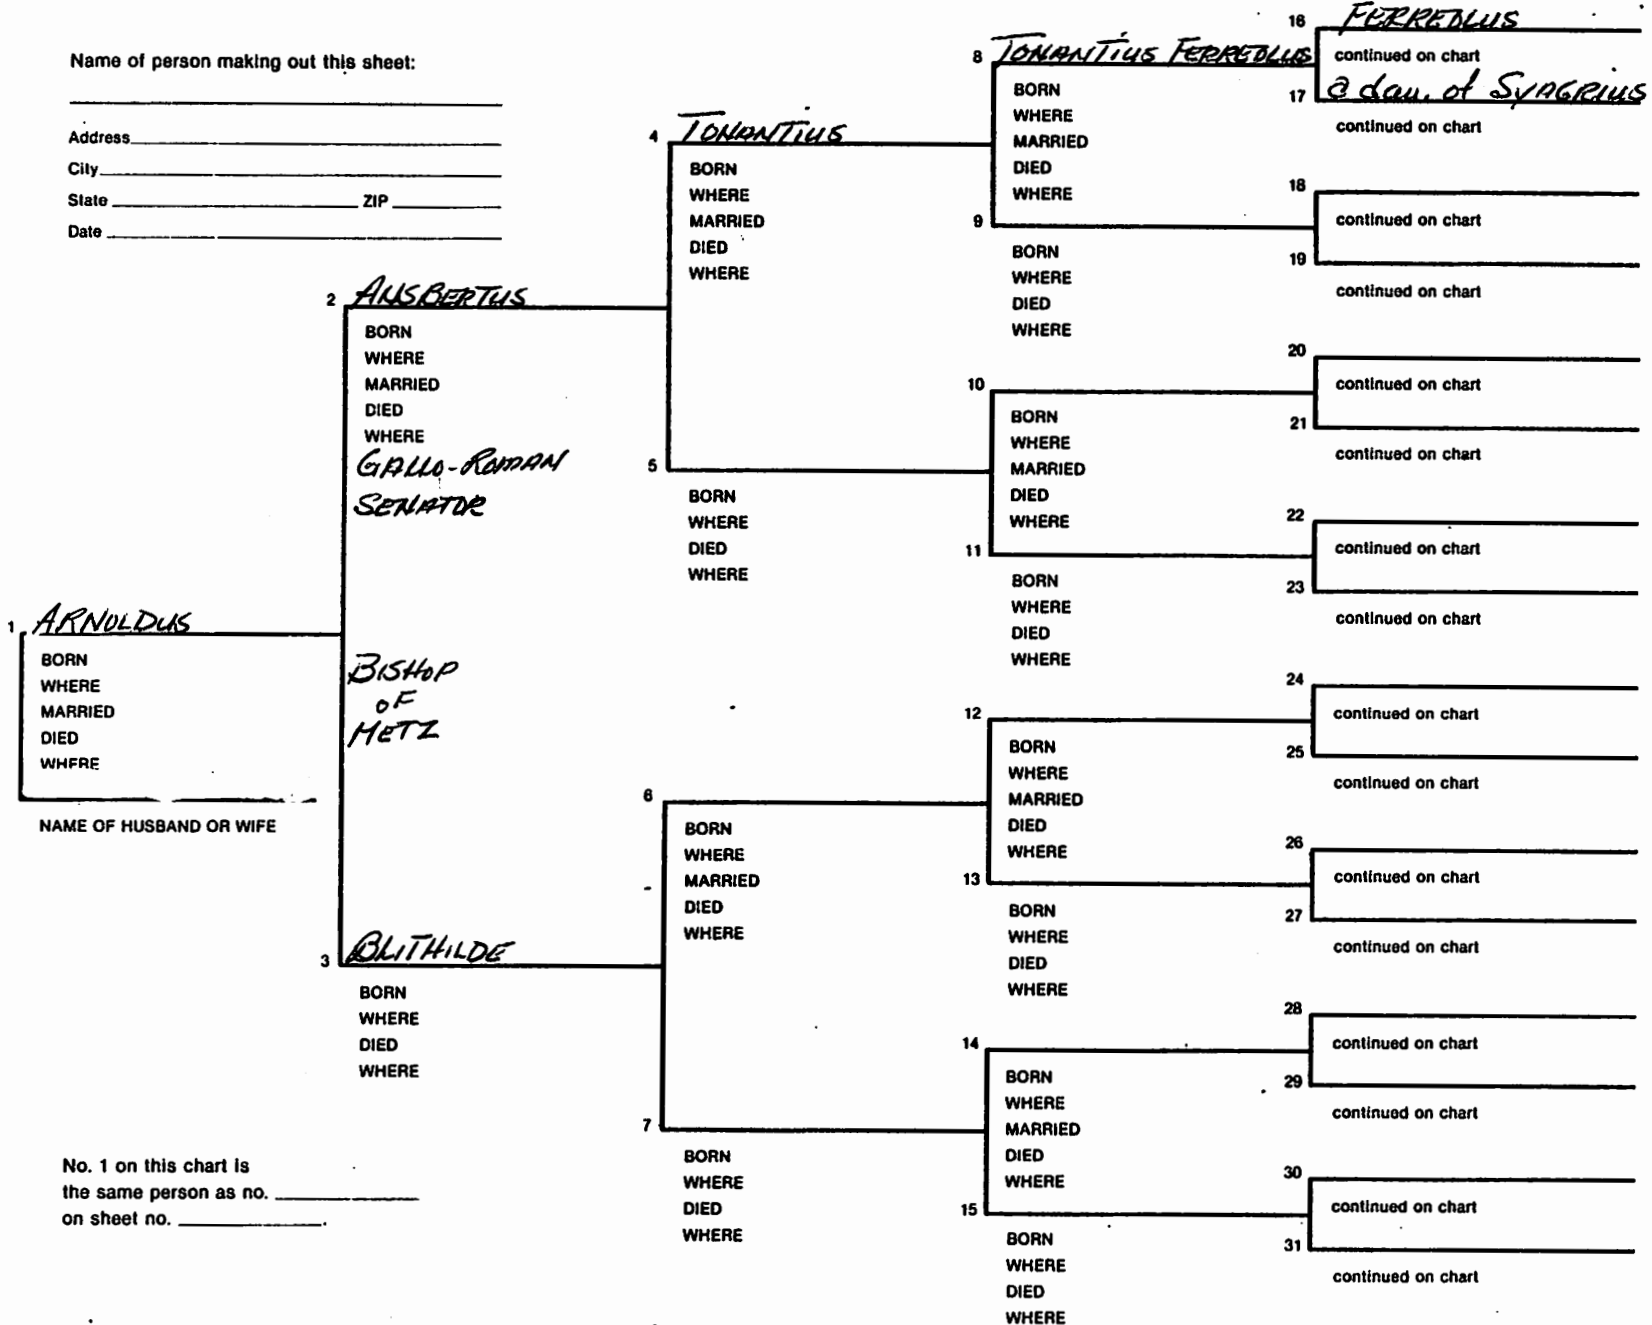 Name of person making out this sheet:
Address
City
State ZIP
Date
1 ARNOLDUS
BORN
WHERE
MARRIED
DIED
WHERE
NAME OF HUSBAND OR WIFE
No. 1 on this chart is
the same person as no.
on sheet no. .
2 ANSBERTUS
BORN
WHERE
MARRIED
DIED
WHERE
GALLO-ROMAN
SENATOR
BISHOP
OF
METZ
3 BLITHILDE
BORN
WHERE
DIED
WHERE
4 TONANTIUS
BORN
WHERE
MARRIED
DIED
WHERE
5
BORN
WHERE
DIED
WHERE
6
BORN
WHERE
MARRIED
DIED
WHERE
7
BORN
WHERE
DIED
WHERE
8 TONANTIUS FERREOLUS
BORN
WHERE
MARRIED
DIED
WHERE
9
BORN
WHERE
DIED
WHERE
10
BORN
WHERE
MARRIED
DIED
WHERE
11
BORN
WHERE
DIED
WHERE
12
BORN
WHERE
MARRIED
DIED
WHERE
13
BORN
WHERE
DIED
WHERE
14
BORN
WHERE
MARRIED
DIED
WHERE
15
BORN
WHERE
DIED
WHERE
16 FERREOLUS
continued on chart
17 a dau. of SYAGRIUS
continued on chart
18
continued on chart
19
continued on chart
20
continued on chart
21
continued on chart
22
continued on chart
23
continued on chart
24
continued on chart
25
continued on chart
26
continued on chart
27
continued on chart
28
continued on chart
29
continued on chart
30
continued on chart
31
continued on chart